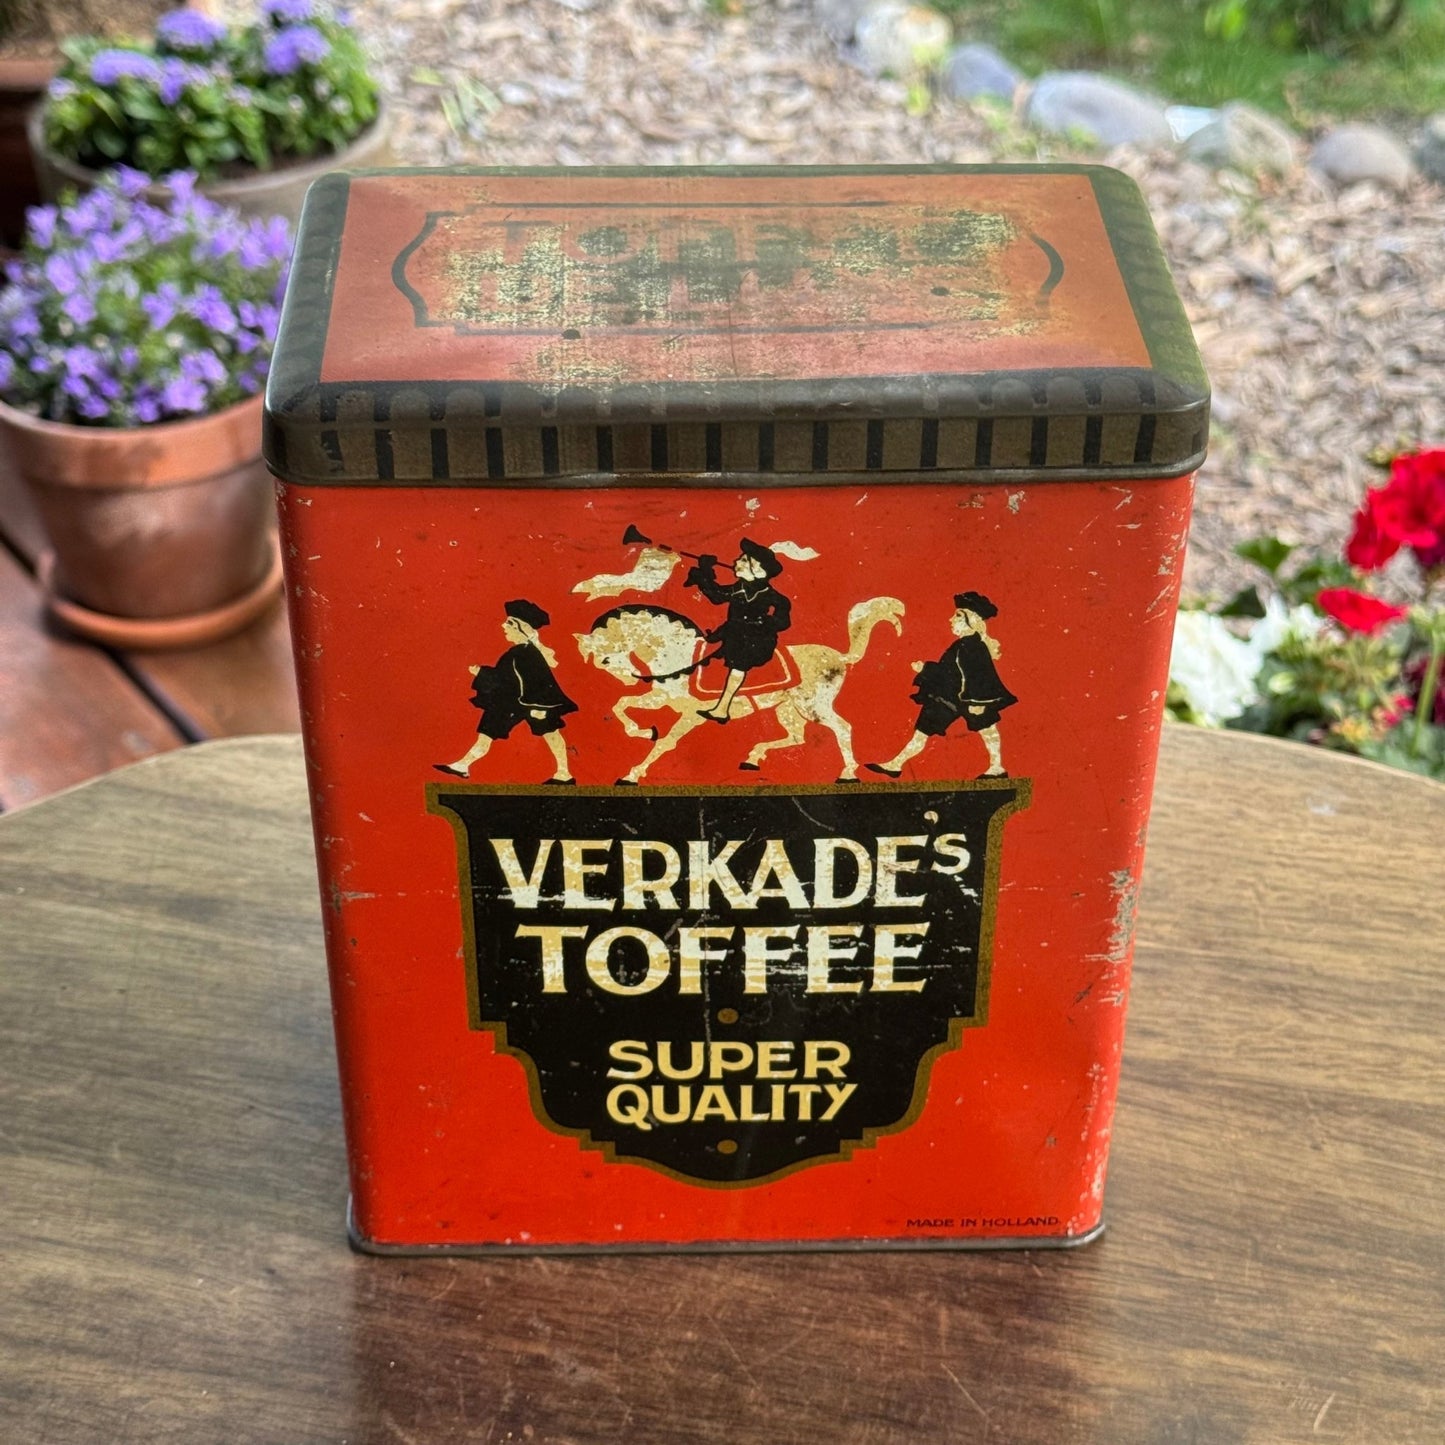 VERKADE's
TOFFEE
SUPER
QUALITY
MADE IN HOLLAND